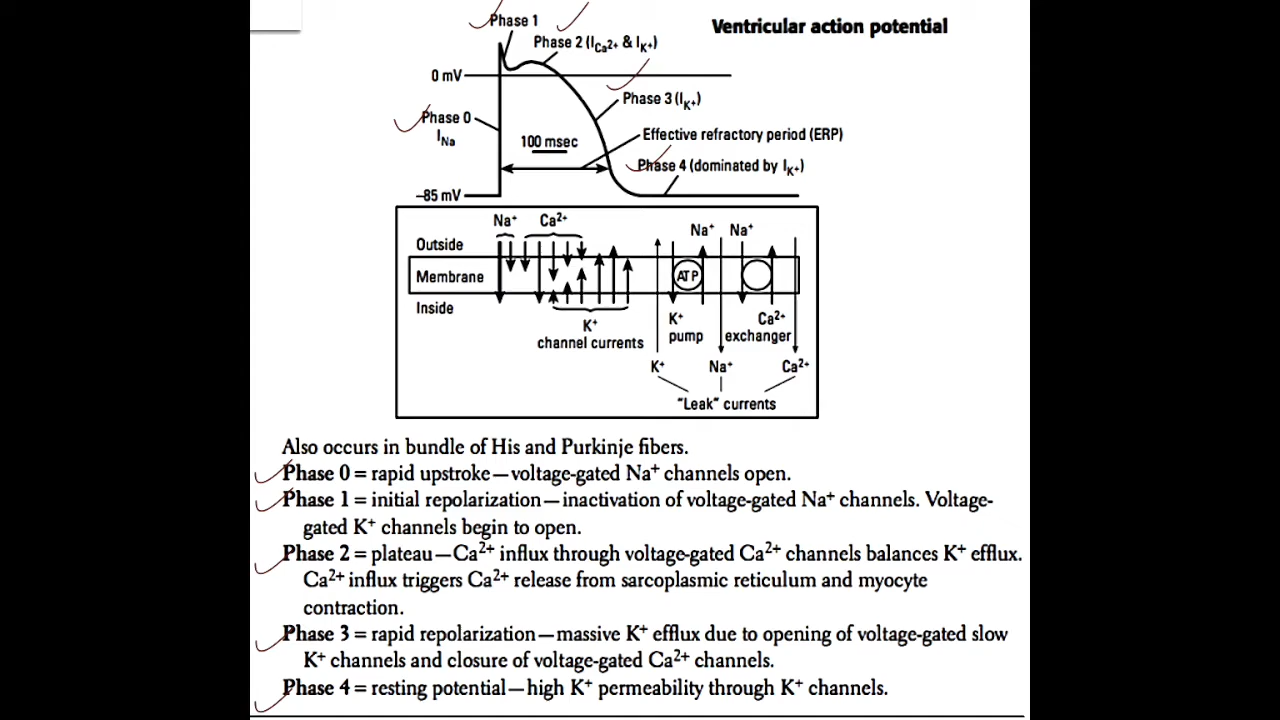 Ventricular action potential
Phase 1
Phase 2 (I_Ca²⁺ & I_K⁺)
0 mV
Phase 3 (I_K⁺)
Phase 0
I_Na
100 msec
Effective refractory period (ERP)
Phase 4 (dominated by I_K⁺)
–85 mV
Na⁺ Ca²⁺ Na⁺ Na⁺
Outside
Membrane
ATP
Inside
K⁺
channel currents
K⁺
pump
Ca²⁺
exchanger
K⁺ Na⁺ Ca²⁺
"Leak" currents
Also occurs in bundle of His and Purkinje fibers.
Phase 0 = rapid upstroke—voltage-gated Na⁺ channels open.
Phase 1 = initial repolarization—inactivation of voltage-gated Na⁺ channels. Voltage-
gated K⁺ channels begin to open.
Phase 2 = plateau—Ca²⁺ influx through voltage-gated Ca²⁺ channels balances K⁺ efflux.
Ca²⁺ influx triggers Ca²⁺ release from sarcoplasmic reticulum and myocyte
contraction.
Phase 3 = rapid repolarization—massive K⁺ efflux due to opening of voltage-gated slow
K⁺ channels and closure of voltage-gated Ca²⁺ channels.
Phase 4 = resting potential—high K⁺ permeability through K⁺ channels.